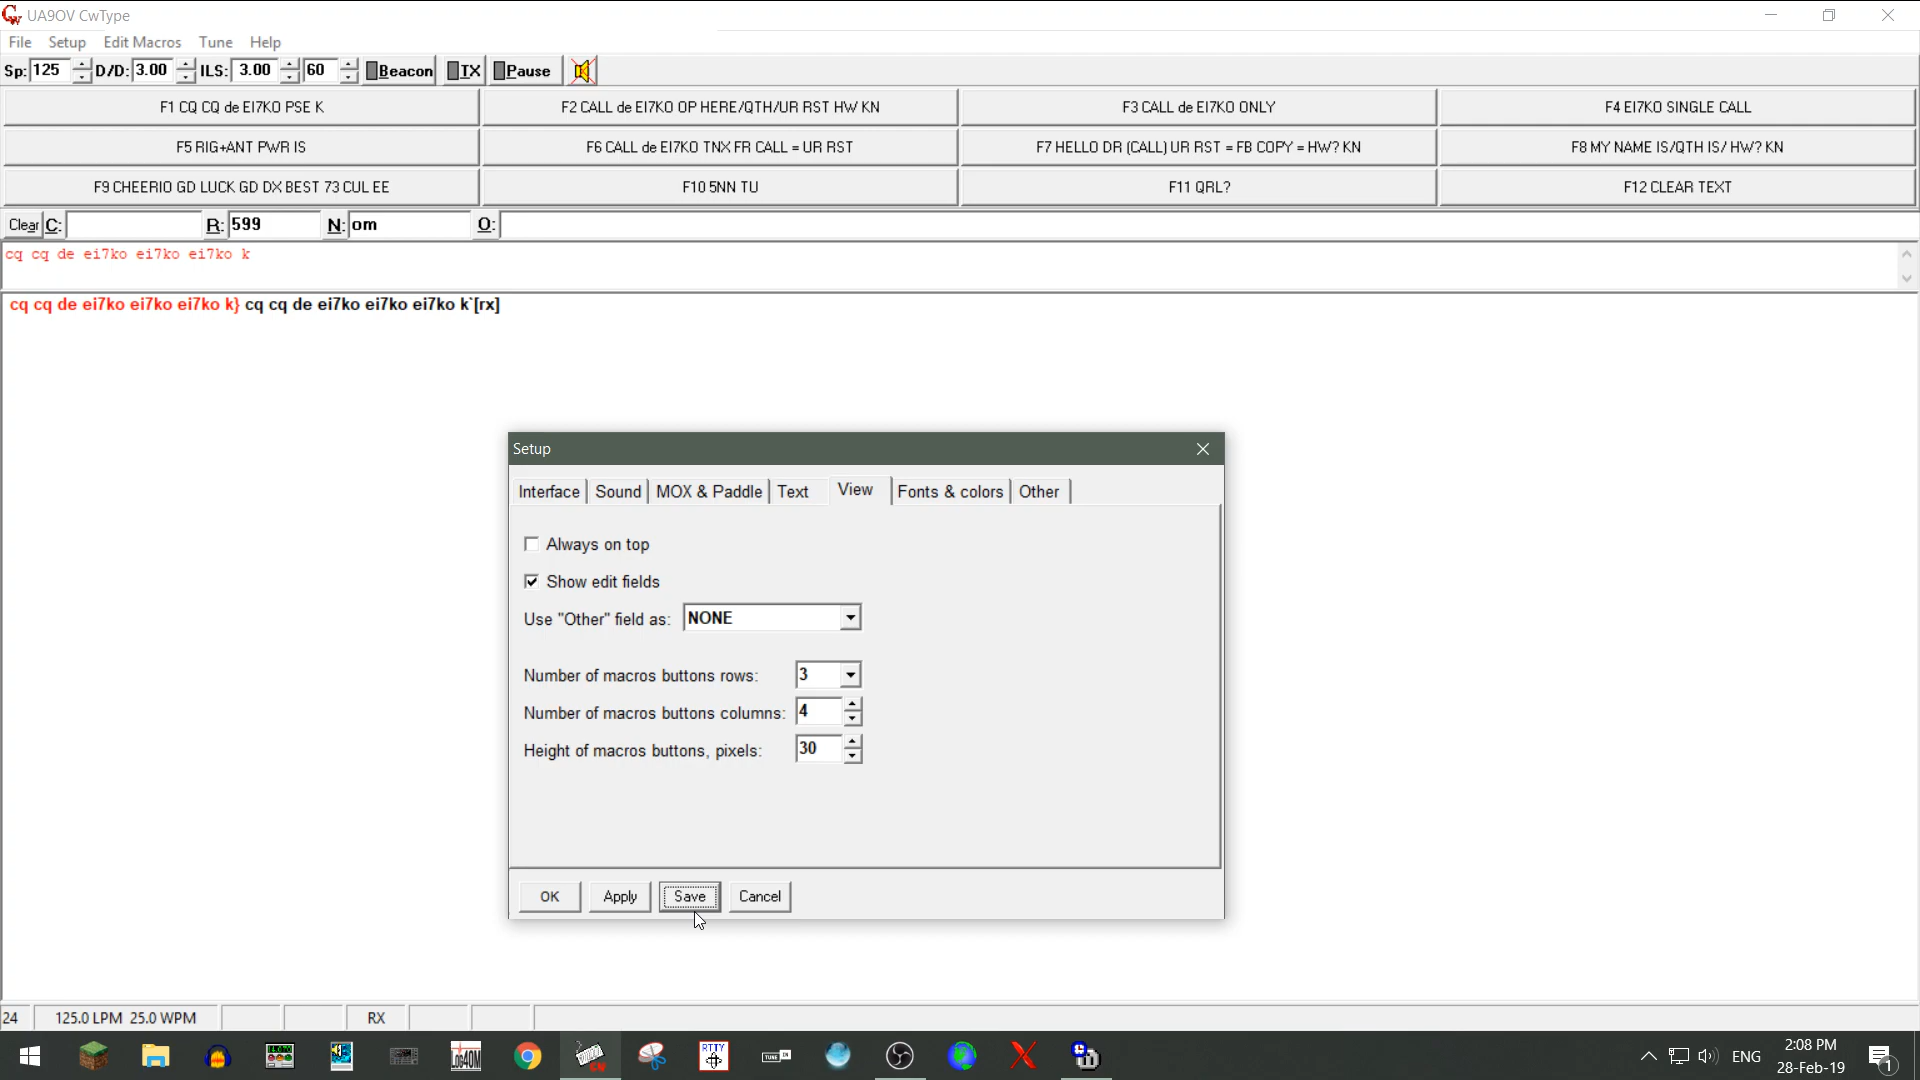 UA9OV CwType
File Setup Edit Macros Tune Help
Sp: 125 D/D: 3.00 ILS: 3.00 60 Beacon TX Pause
F1 CQ CQ de EI7KO PSE K
F2 CALL de EI7KO OP HERE/QTH/UR RST HW KN
F3 CALL de EI7KO ONLY
F4 EI7KO SINGLE CALL
F5 RIG+ANT PWR IS
F6 CALL de EI7KO TNX FR CALL = UR RST
F7 HELLO DR (CALL) UR RST = FB COPY = HW? KN
F8 MY NAME IS/QTH IS/ HW? KN
F9 CHEERIO GD LUCK GD DX BEST 73 CUL EE
F10 5NN TU
F11 QRL?
F12 CLEAR TEXT
Clear C: R: 599 N: om O:
cq cq de ei7ko ei7ko ei7ko k
cq cq de ei7ko ei7ko ei7ko k} cq cq de ei7ko ei7ko ei7ko k`[rx]
Setup
Interface Sound MOX & Paddle Text View Fonts & colors Other
Always on top
Show edit fields
Use "Other" field as: NONE
Number of macros buttons rows: 3
Number of macros buttons columns: 4
Height of macros buttons, pixels: 30
OK Apply Save Cancel
24 125.0 LPM 25.0 WPM RX
LOG4OM
RTTY
TUNE
ENG
2:08 PM
28-Feb-19
1